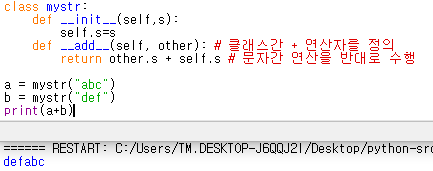 class mystr:
    def __init__(self,s):
        self.s=s
    def __add__(self, other): # 클래스간 + 연산자를 정의
        return other.s + self.s # 문자간 연산을 반대로 수행

a = mystr("abc")
b = mystr("def")
print(a+b)
====== RESTART: C:/Users/TM.DESKTOP-J6QQJ2I/Desktop/python-src
defabc